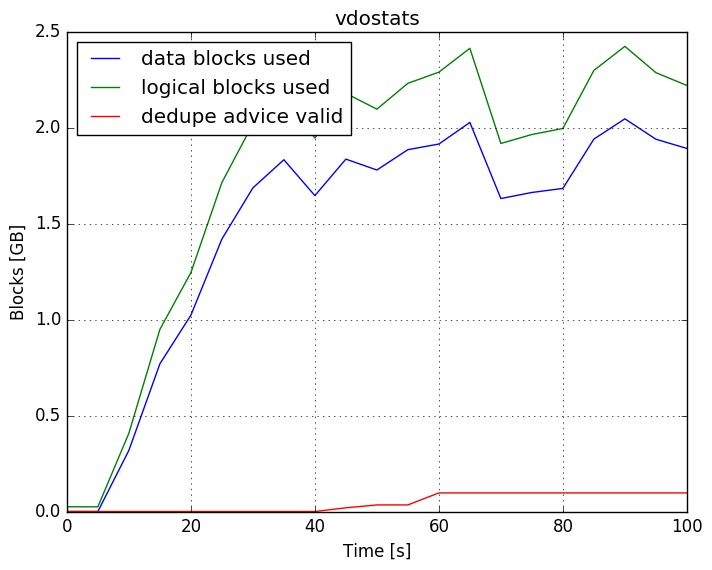 vdostats
data blocks used
logical blocks used
dedupe advice valid
2.5
2.0
1.5
1.0
0.5
0.0
Blocks [GB]
0 20 40 60 80 100
Time [s]